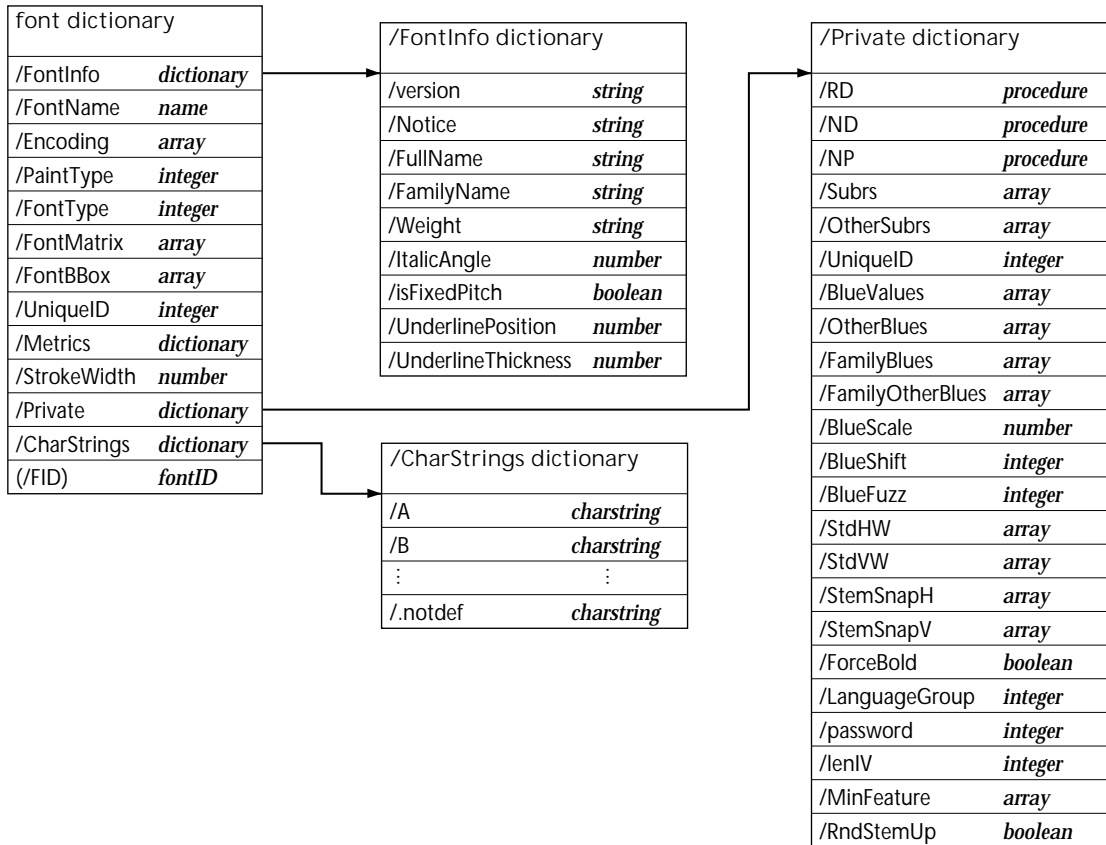 font dictionary
/FontInfo dictionary
/FontName name
/Encoding array
/PaintType integer
/FontType integer
/FontMatrix array
/FontBBox array
/UniqueID integer
/Metrics dictionary
/StrokeWidth number
/Private dictionary
/CharStrings dictionary
(/FID) fontID
/FontInfo dictionary
/version string
/Notice string
/FullName string
/FamilyName string
/Weight string
/ItalicAngle number
/isFixedPitch boolean
/UnderlinePosition number
/UnderlineThickness number
/CharStrings dictionary
/A charstring
/B charstring
⋮ ⋮
/.notdef charstring
/Private dictionary
/RD procedure
/ND procedure
/NP procedure
/Subrs array
/OtherSubrs array
/UniqueID integer
/BlueValues array
/OtherBlues array
/FamilyBlues array
/FamilyOtherBlues array
/BlueScale number
/BlueShift integer
/BlueFuzz integer
/StdHW array
/StdVW array
/StemSnapH array
/StemSnapV array
/ForceBold boolean
/LanguageGroup integer
/password integer
/lenIV integer
/MinFeature array
/RndStemUp boolean